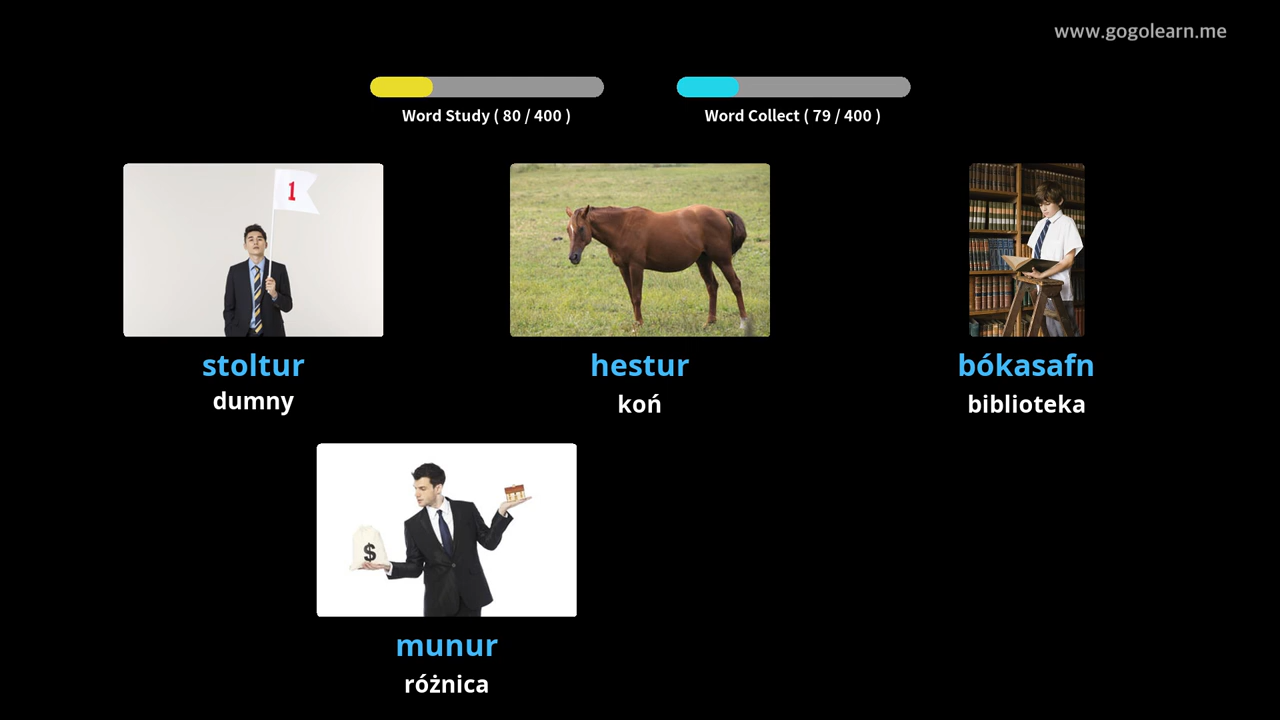 www.gogolearn.me
Word Study ( 80 / 400 )
Word Collect ( 79 / 400 )
1
stoltur
dumny
hestur
koń
bókasafn
biblioteka
$
munur
różnica